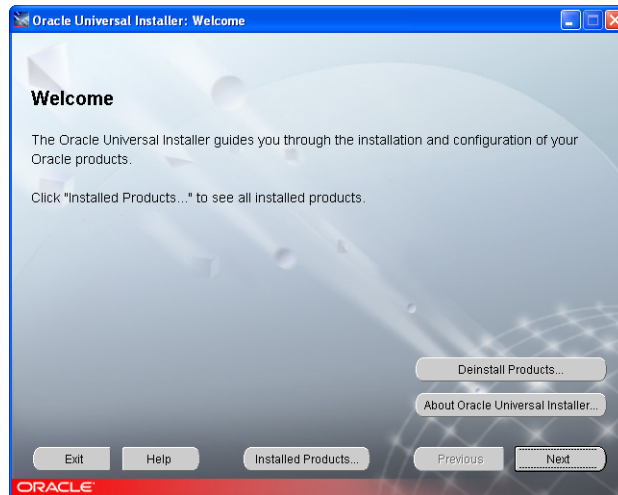 Oracle Universal Installer: Welcome
Welcome
The Oracle Universal Installer guides you through the installation and configuration of your
Oracle products.
Click "Installed Products..." to see all installed products.
Deinstall Products...
About Oracle Universal Installer...
Exit Help Installed Products... Previous Next
ORACLE